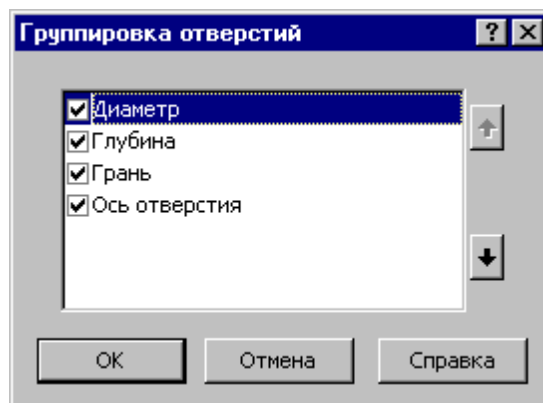 Группировка отверстий
Диаметр
Глубина
Грань
Ось отверстия
OK
Отмена
Справка